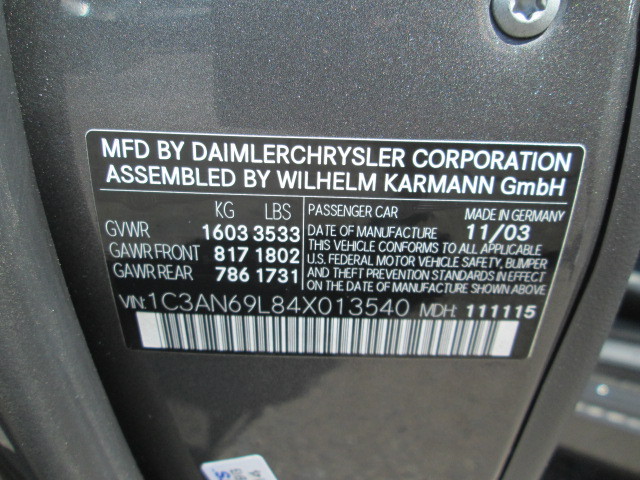 MFD BY DAIMLERCHRYSLER CORPORATION
ASSEMBLED BY WILHELM KARMANN GmbH
KG LBS
GVWR 1603 3533
GAWR FRONT 817 1802
GAWR REAR 786 1731
PASSENGER CAR MADE IN GERMANY
DATE OF MANUFACTURE 11/03
THIS VEHICLE CONFORMS TO ALL APPLICABLE
U.S. FEDERAL MOTOR VEHICLE SAFETY, BUMPER
AND THEFT PREVENTION STANDARDS IN EFFECT
ON THE DATE OF MANUFACTURE
VIN: 1C3AN69L84X013540 MDH: 111115